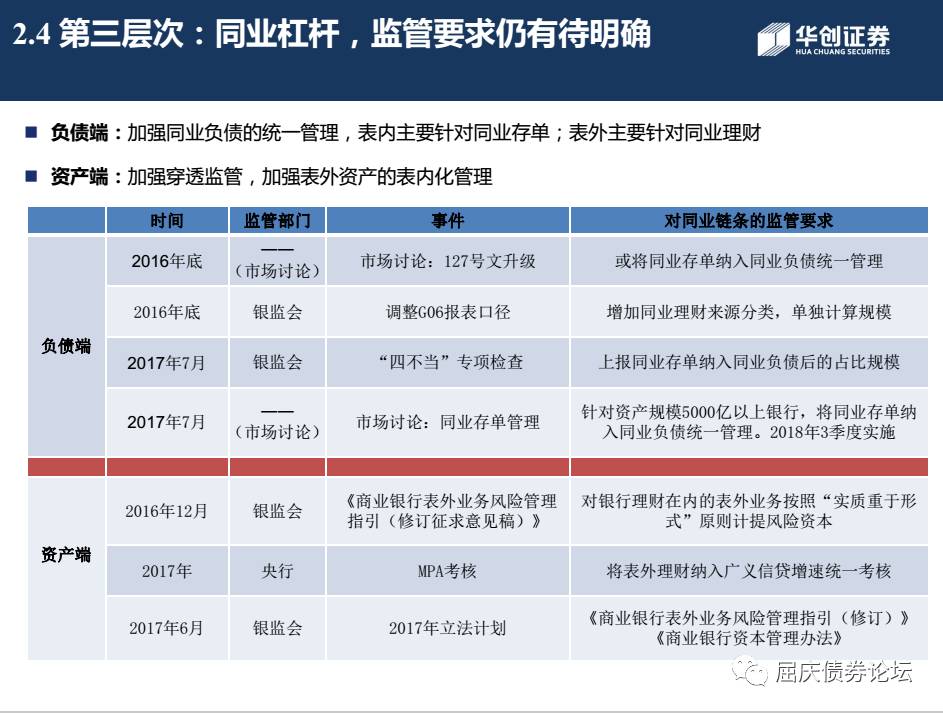 2.4 第三层次：同业杠杆，监管要求仍有待明确
华创证券
HUA CHUANG SECURITIES
负债端：加强同业负债的统一管理，表内主要针对同业存单；表外主要针对同业理财
资产端：加强穿透监管，加强表外资产的表内化管理
时间 监管部门 事件 对同业链条的监管要求
负债端
2016年底 ——（市场讨论） 市场讨论：127号文升级 或将同业存单纳入同业负债统一管理
2016年底 银监会 调整G06报表口径 增加同业理财来源分类，单独计算规模
2017年7月 银监会 “四不当”专项检查 上报同业存单纳入同业负债后的占比规模
2017年7月 ——（市场讨论） 市场讨论：同业存单管理 针对资产规模5000亿以上银行，将同业存单纳
入同业负债统一管理。2018年3季度实施
资产端
2016年12月 银监会 《商业银行表外业务风险管理
指引（修订征求意见稿）》
对银行理财在内的表外业务按照“实质重于形
式”原则计提风险资本
2017年 央行 MPA考核 将表外理财纳入广义信贷增速统一考核
2017年6月 银监会 2017年立法计划 《商业银行表外业务风险管理指引（修订）》
《商业银行资本管理办法》
屈庆债券论坛